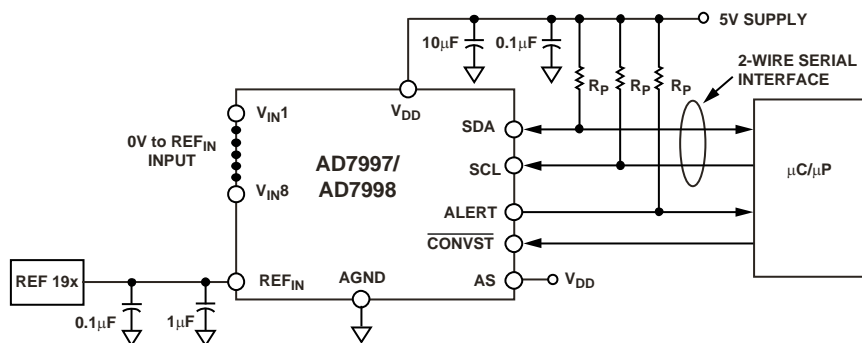 5V SUPPLY
10µF
0.1µF
2-WIRE SERIAL
INTERFACE
RP
RP
RP
VIN1
VDD
SDA
0V to REFIN
INPUT
AD7997/
AD7998
SCL
µC/µP
VIN8
ALERT
CONVST
REF 19x
REFIN
AGND
AS
VDD
0.1µF
1µF